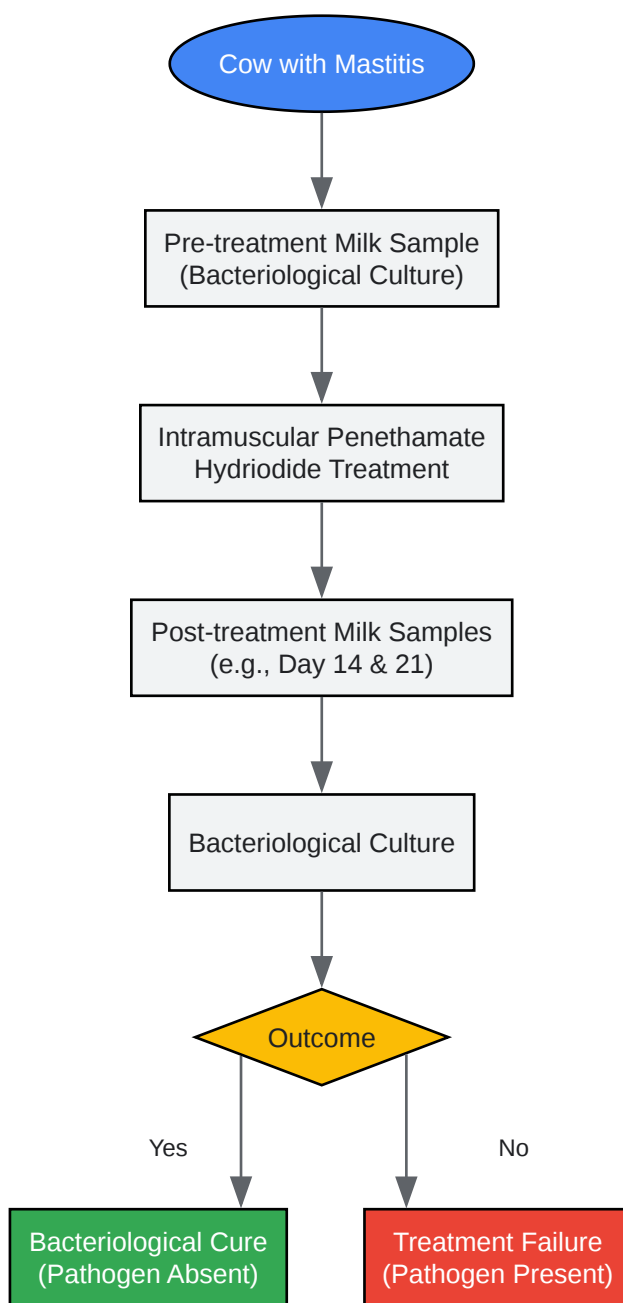 Cow with Mastitis
Pre-treatment Milk Sample
(Bacteriological Culture)
Intramuscular Penethamate
Hydriodide Treatment
Post-treatment Milk Samples
(e.g., Day 14 & 21)
Bacteriological Culture
Outcome
Yes
No
Bacteriological Cure
(Pathogen Absent)
Treatment Failure
(Pathogen Present)